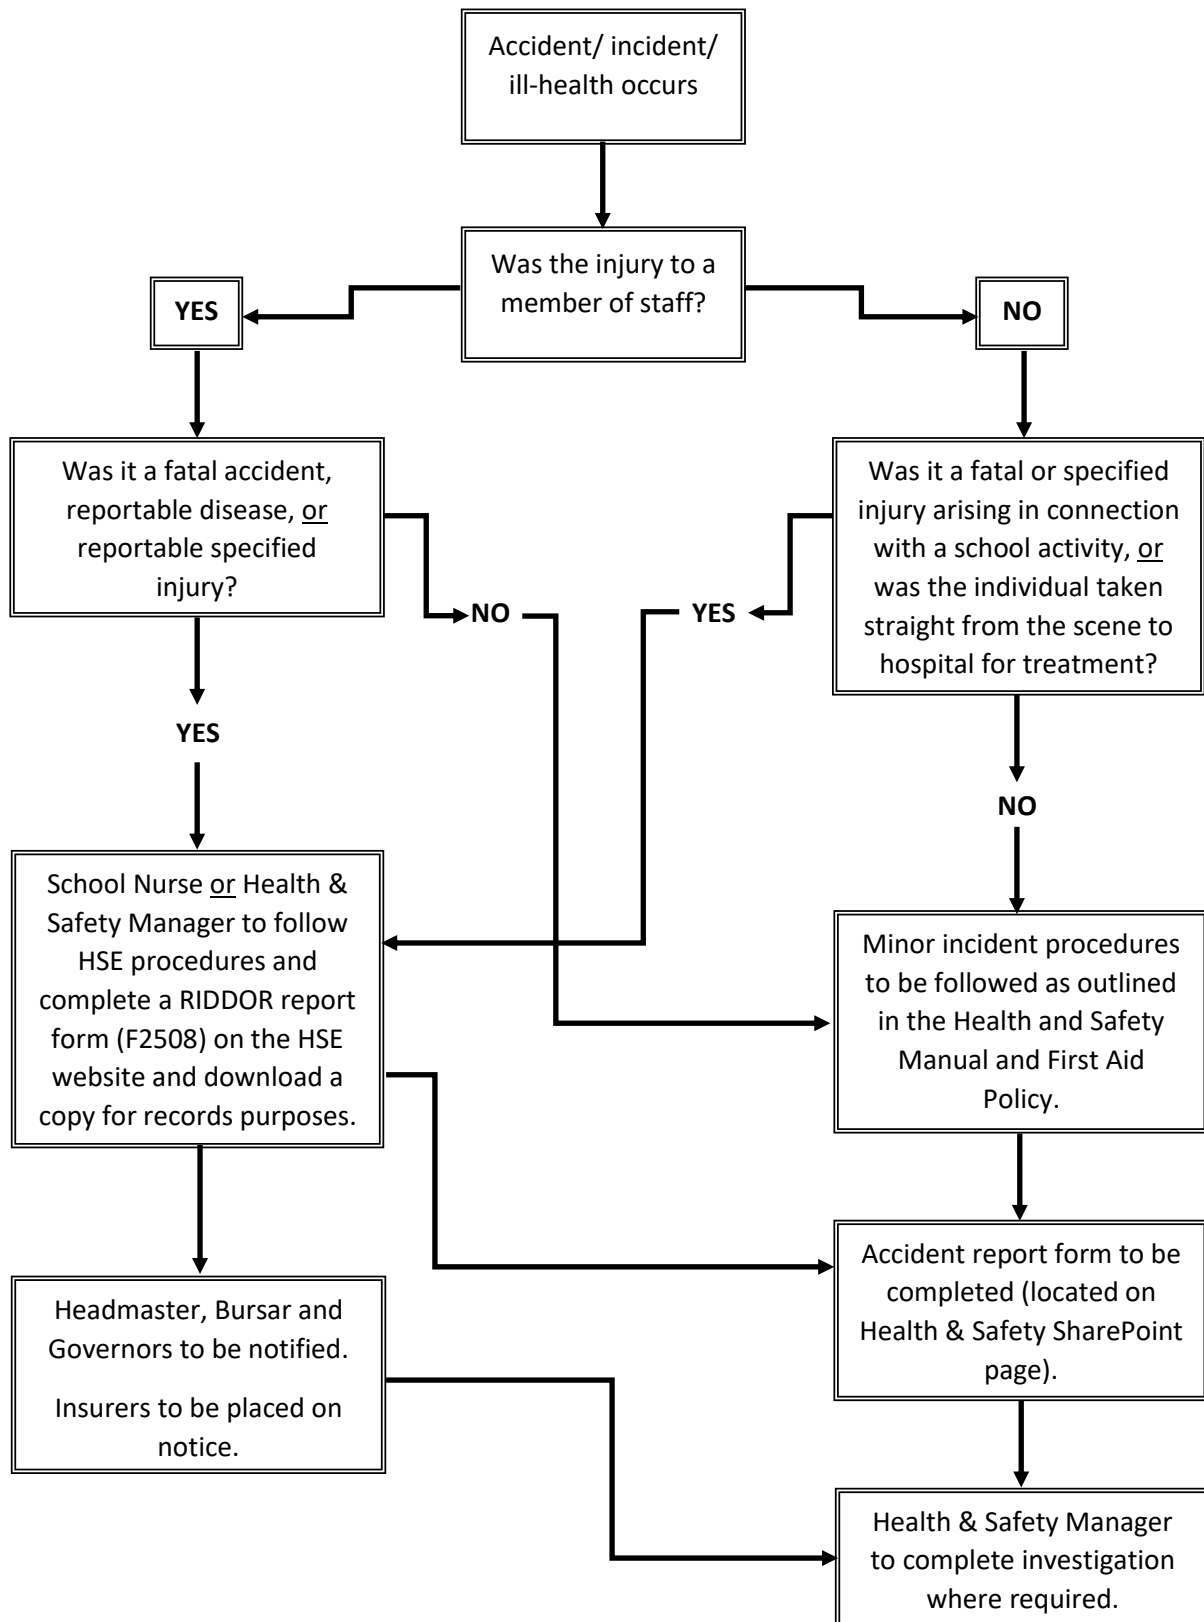 Accident/ incident/
ill-health occurs
Was the injury to a
member of staff?
YES
NO
Was it a fatal accident,
reportable disease, or
reportable specified
injury?
Was it a fatal or specified
injury arising in connection
with a school activity, or
was the individual taken
straight from the scene to
hospital for treatment?
NO
YES
YES
NO
School Nurse or Health &
Safety Manager to follow
HSE procedures and
complete a RIDDOR report
form (F2508) on the HSE
website and download a
copy for records purposes.
Minor incident procedures
to be followed as outlined
in the Health and Safety
Manual and First Aid
Policy.
Headmaster, Bursar and
Governors to be notified.
Insurers to be placed on
notice.
Accident report form to be
completed (located on
Health & Safety SharePoint
page).
Health & Safety Manager
to complete investigation
where required.